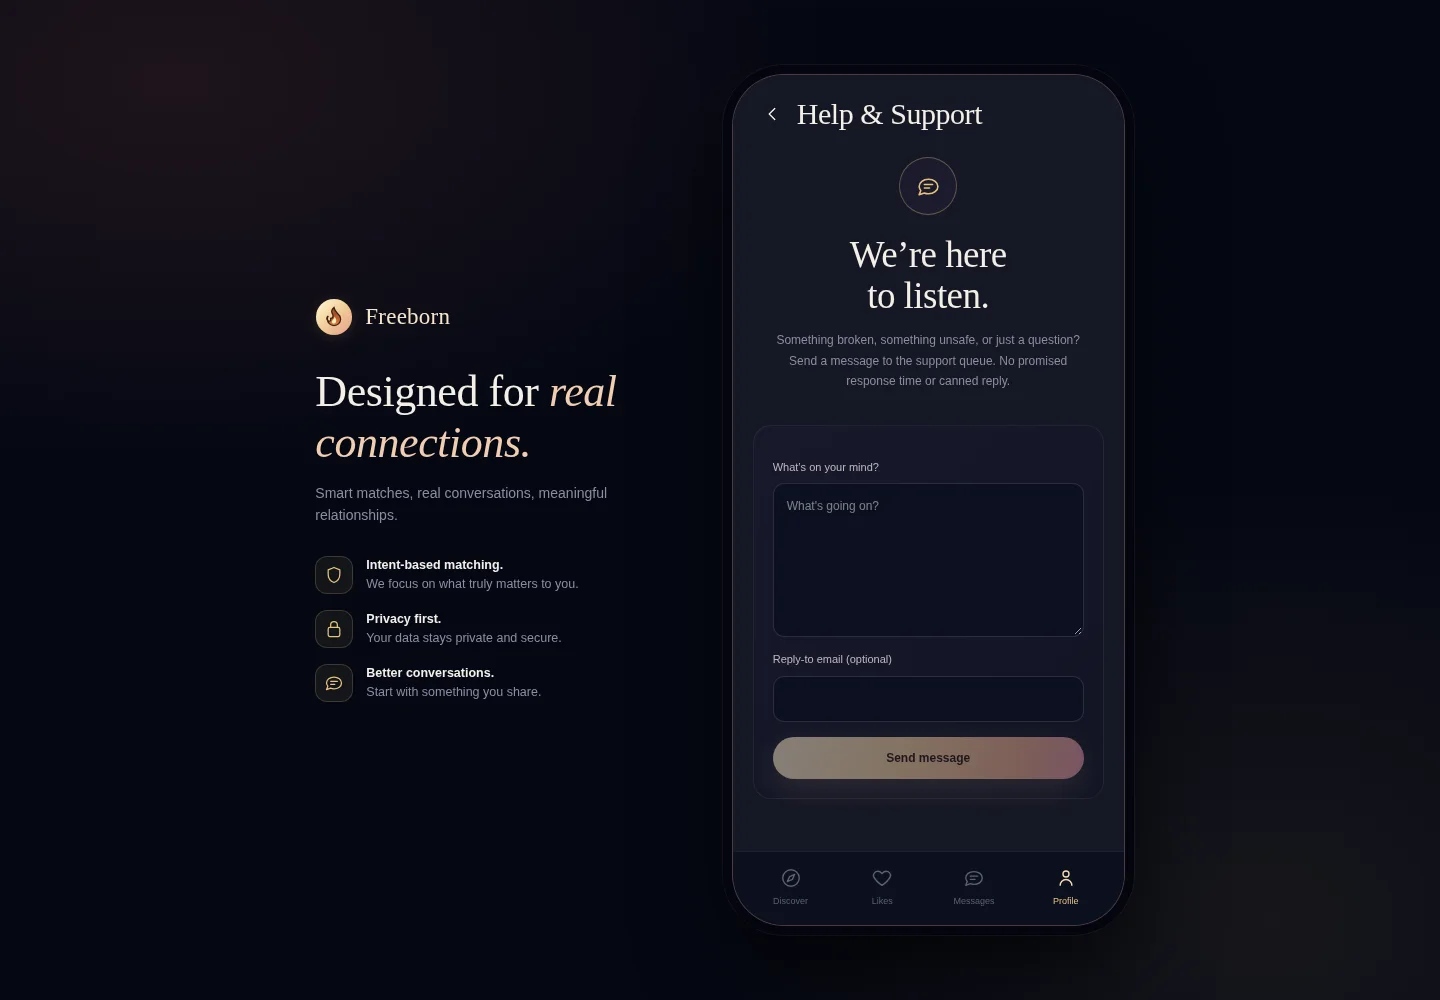 Freeborn
Designed for real
connections.
Smart matches, real conversations, meaningful
relationships.
Intent-based matching.
We focus on what truly matters to you.
Privacy first.
Your data stays private and secure.
Better conversations.
Start with something you share.
Help & Support
We’re here
to listen.
Something broken, something unsafe, or just a question?
Send a message to the support queue. No promised
response time or canned reply.
What's on your mind?
What's going on?
Reply-to email (optional)
Send message
Discover
Likes
Messages
Profile